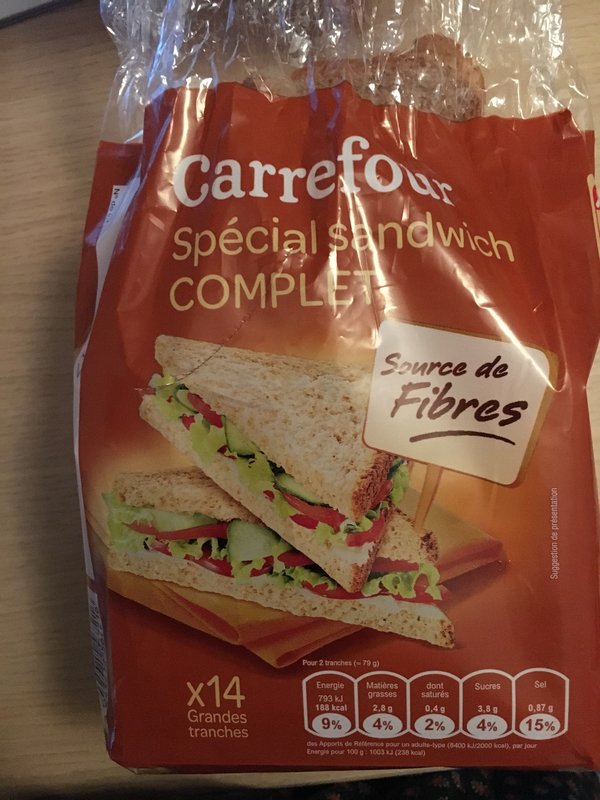 Carrefour
Spécial sandwich
COMPLET
Source de
Fibres
Suggestion de présentation
x14
Grandes
tranches
Pour 2 tranches (= 79 g)
Energie
793 kJ
188 kcal
9%
Matières
grasses
2,8 g
4%
dont
saturés
0,4 g
2%
Sucres
3,8 g
4%
Sel
0,87 g
15%
des Apports de Référence pour un adulte-type (8400 kJ/2000 kcal), par jour
Energie pour 100 g : 1003 kJ (238 kcal)